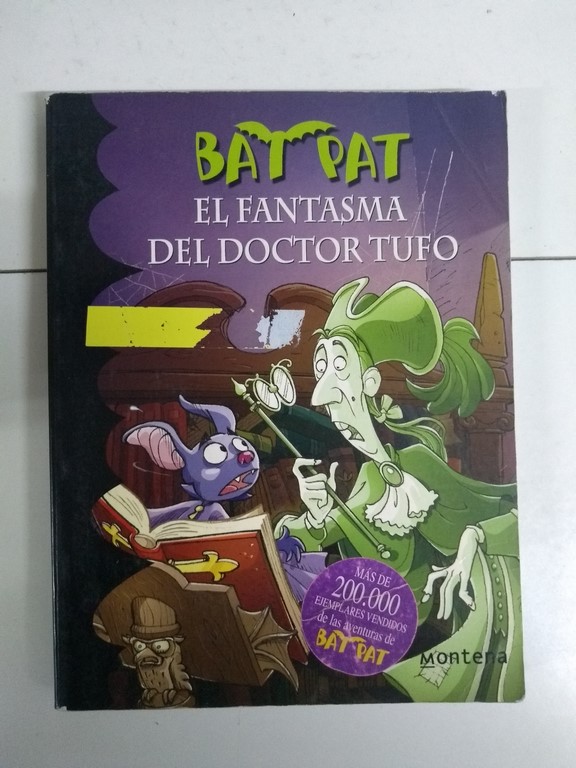 BAT PAT
EL FANTASMA
DEL DOCTOR TUFO
MÁS DE
200.000
EJEMPLARES VENDIDOS
de las aventuras de
BAT PAT
Montena